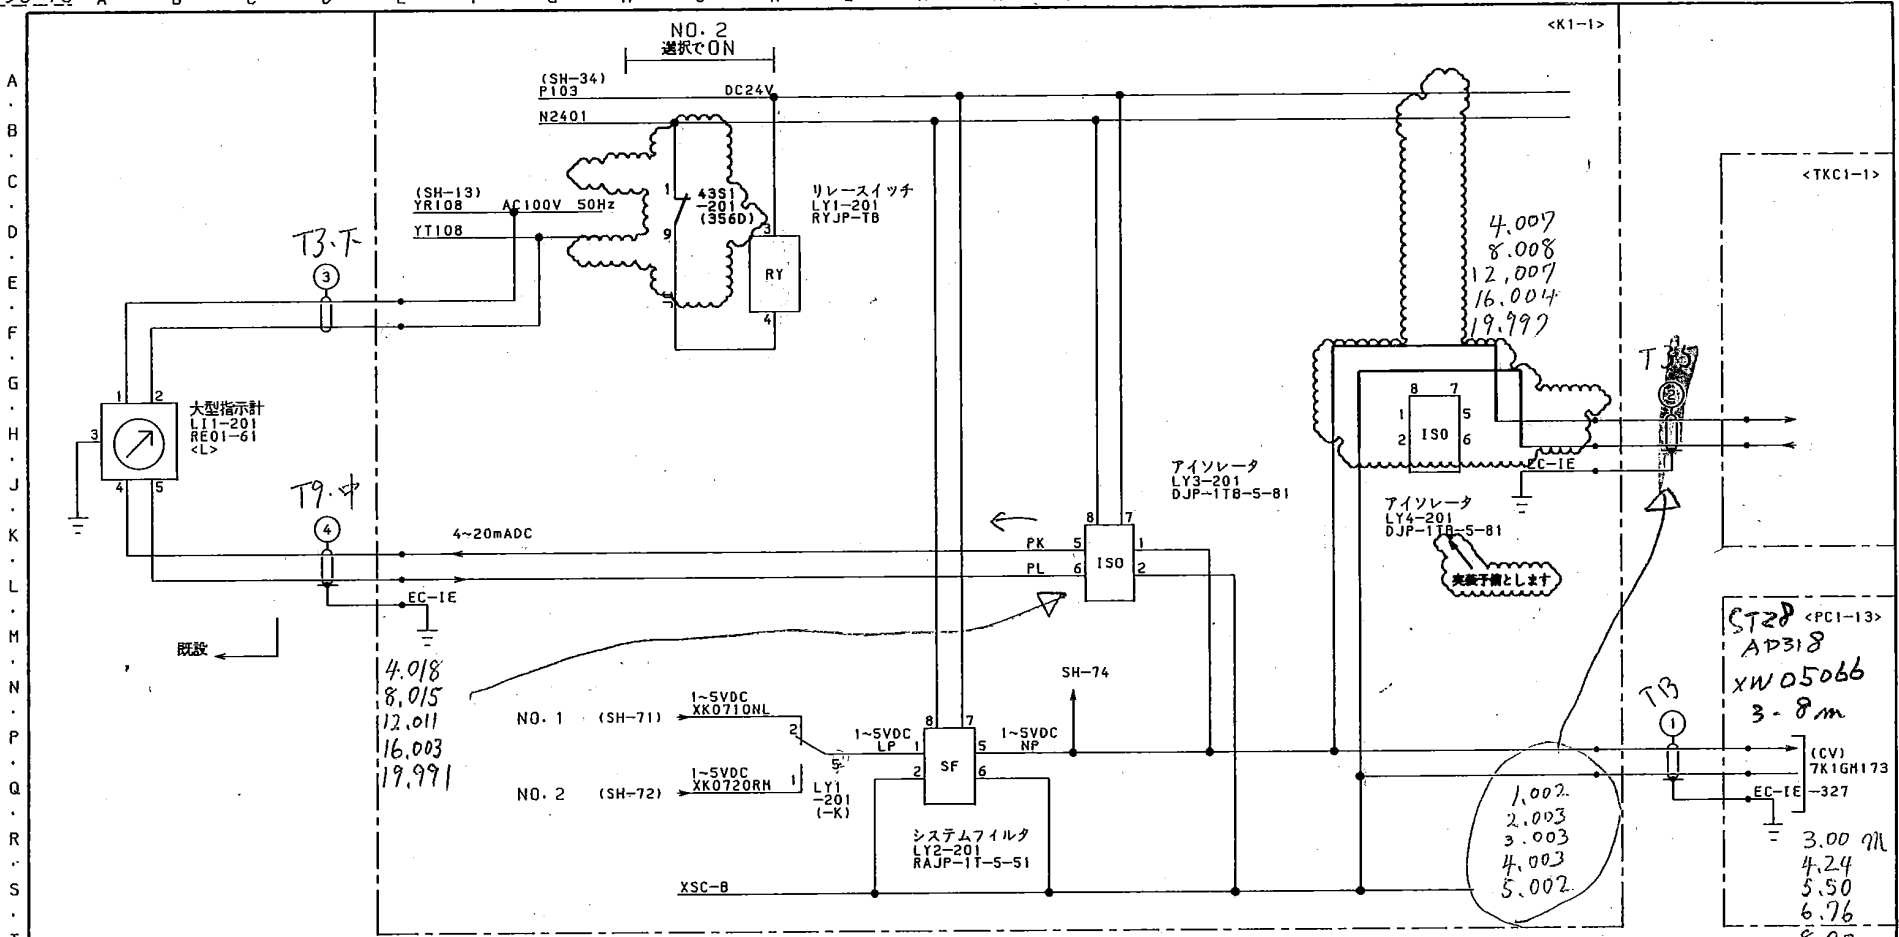 <K1-1>
NO. 2
選択でON
(SH-34)
P103
DC24V
N2401
<TKC1-1>
(SH-13)
YR108
AC100V 50Hz
YT108
1
43S1
-201
(356D)
9
リレースイッチ
LY1-201
RYJP-TB
3
RY
4
4.007
8.008
12.007
16.004
19.997
T3.下
3
1
2
3
4
5
大型指示計
LI1-201
RE01-61
<L>
T35
2
8
7
1
2
ISO
5
6
EC-IE
アイソレータ
LY3-201
DJP-1TB-S-81
アイソレータ
LY4-201
DJP-1TB-S-81
実装予備とします
T9.中
4
4~20mADC
PK
PL
8
7
5
6
ISO
1
2
EC-IE
既設
4.018
8.015
12.011
16.003
19.991
SH-74
NO. 1 (SH-71)
1~5VDC
XK0710NL
2
NO. 2 (SH-72)
1~5VDC
XK0720RH
1
5
LY1
-201
(-K)
1~5VDC
LP
8
7
1
2
SF
5
6
1~5VDC
NP
システムフィルタ
LY2-201
RAJP-1T-S-51
XSC-B
1.002
2.003
3.003
4.003
5.002
ST28 <PC1-13>
AD318
XW05066
3-8m
T13
1
(CV)
7K1GH173
-327
EC-IE
3.00 m
4.24
5.50
6.76
A
B
C
D
E
F
G
H
J
K
L
M
N
P
Q
R
S